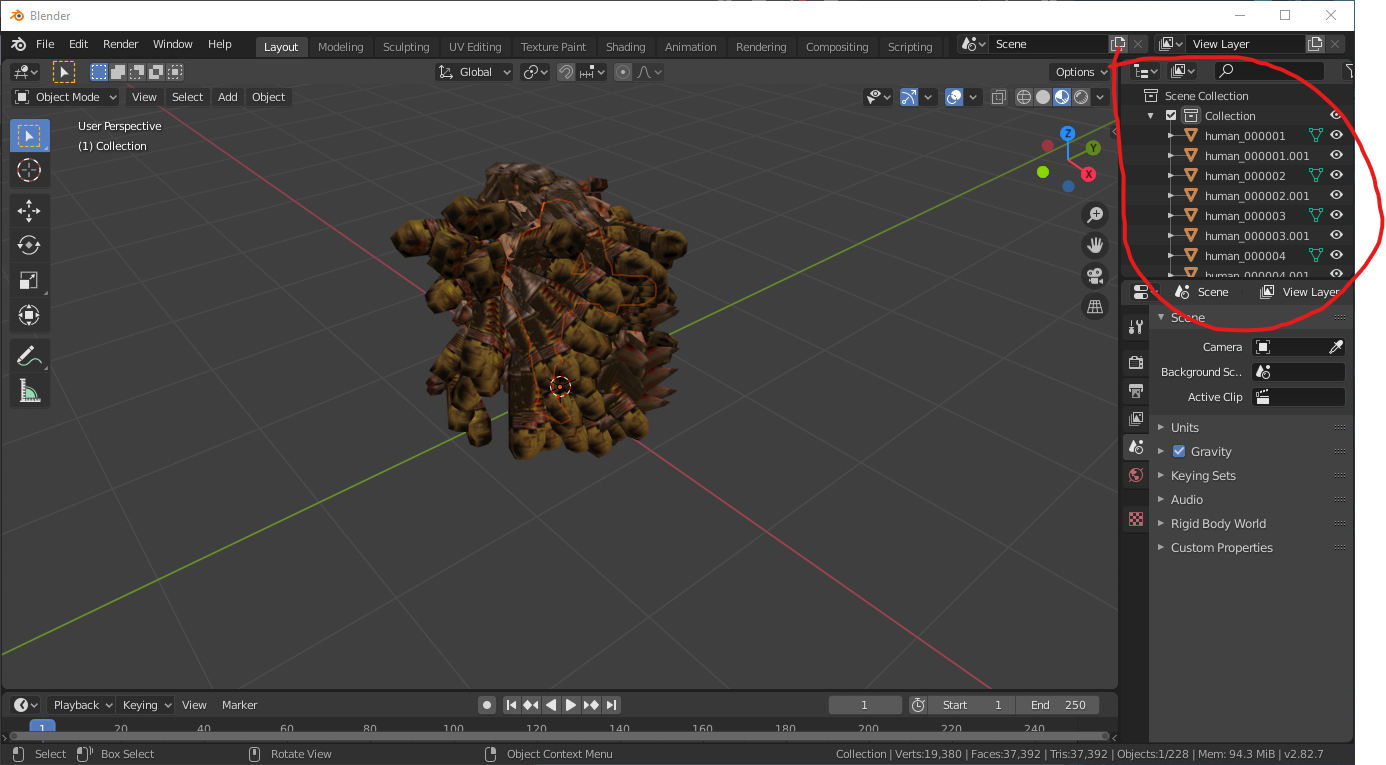 Blender
File Edit Render Window Help Layout Modeling Sculpting UV Editing Texture Paint Shading Animation Rendering Compositing Scripting Scene View Layer
Global Options
Object Mode View Select Add Object
User Perspective
(1) Collection
Z
Y
X
Scene Collection
Collection
human_000001
human_000001.001
human_000002
human_000002.001
human_000003
human_000003.001
human_000004
human_000004.001
Scene View Layer
Scene
Camera
Background Sc..
Active Clip
Units
Gravity
Keying Sets
Audio
Rigid Body World
Custom Properties
Playback Keying View Marker 1 Start 1 End 250
1 20 40 60 80 100 120 140 160 180 200 220 240
Select Box Select Rotate View Object Context Menu Collection | Verts:19,380 | Faces:37,392 | Tris:37,392 | Objects:1/228 | Mem: 94.3 MiB | v2.82.7